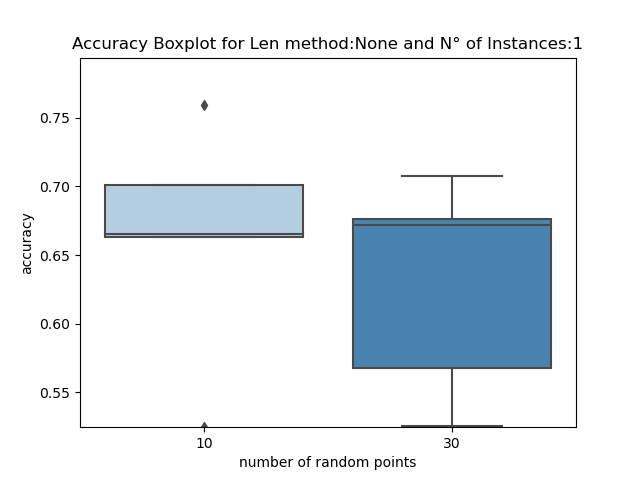 Accuracy Boxplot for Len method:None and N° of Instances:1
accuracy
0.75
0.70
0.65
0.60
0.55
10
30
number of random points